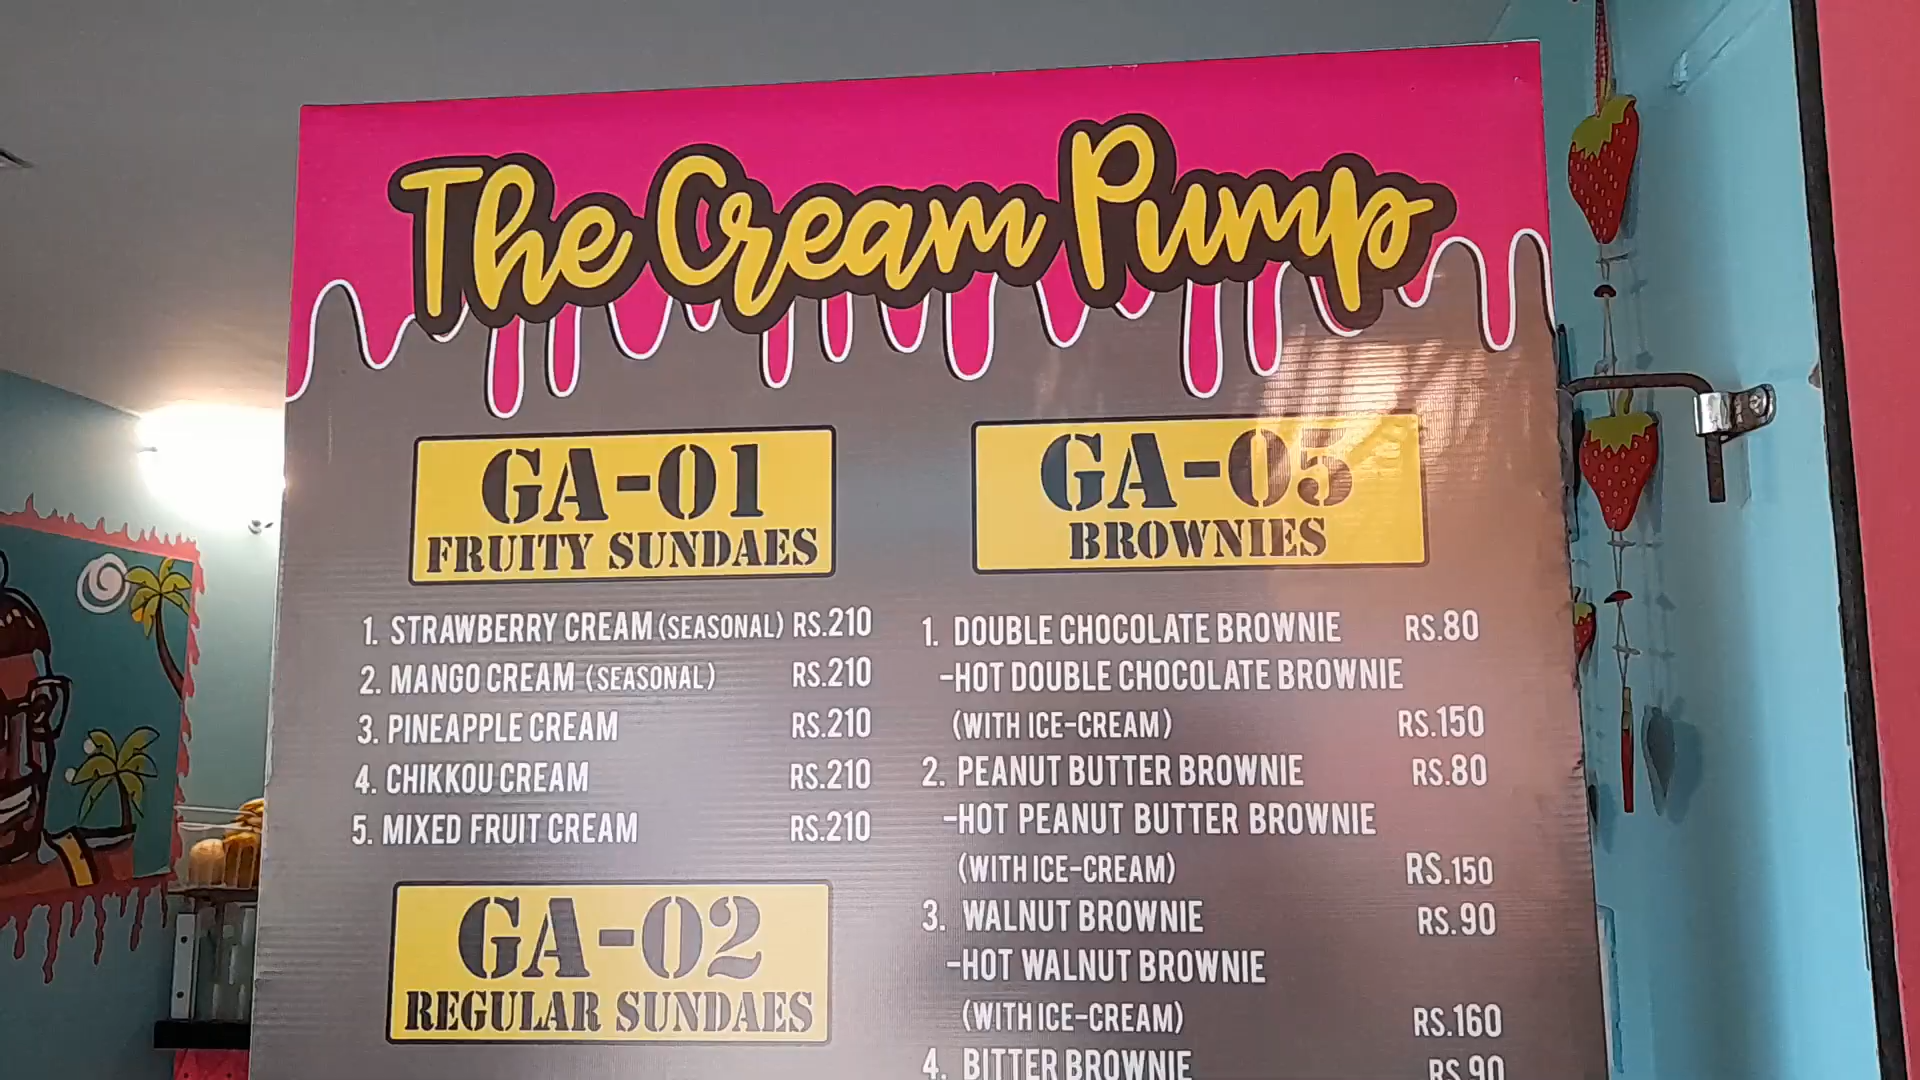 The Cream Pump
GA-01
FRUITY SUNDAES
1. STRAWBERRY CREAM (SEASONAL) RS.210
2. MANGO CREAM (SEASONAL) RS.210
3. PINEAPPLE CREAM RS.210
4. CHIKKOU CREAM RS.210
5. MIXED FRUIT CREAM RS.210
GA-02
REGULAR SUNDAES
GA-05
BROWNIES
1. DOUBLE CHOCOLATE BROWNIE RS.80
-HOT DOUBLE CHOCOLATE BROWNIE
(WITH ICE-CREAM) RS.150
2. PEANUT BUTTER BROWNIE RS.80
-HOT PEANUT BUTTER BROWNIE
(WITH ICE-CREAM) RS.150
3. WALNUT BROWNIE RS.90
-HOT WALNUT BROWNIE
(WITH ICE-CREAM) RS.160
4. BITTER BROWNIE RS.90